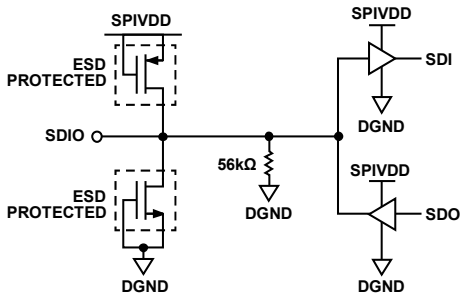 SPIVDD
ESD
PROTECTED
SDIO
ESD
PROTECTED
DGND
56kΩ
DGND
SPIVDD
SDI
DGND
SPIVDD
SDO
DGND